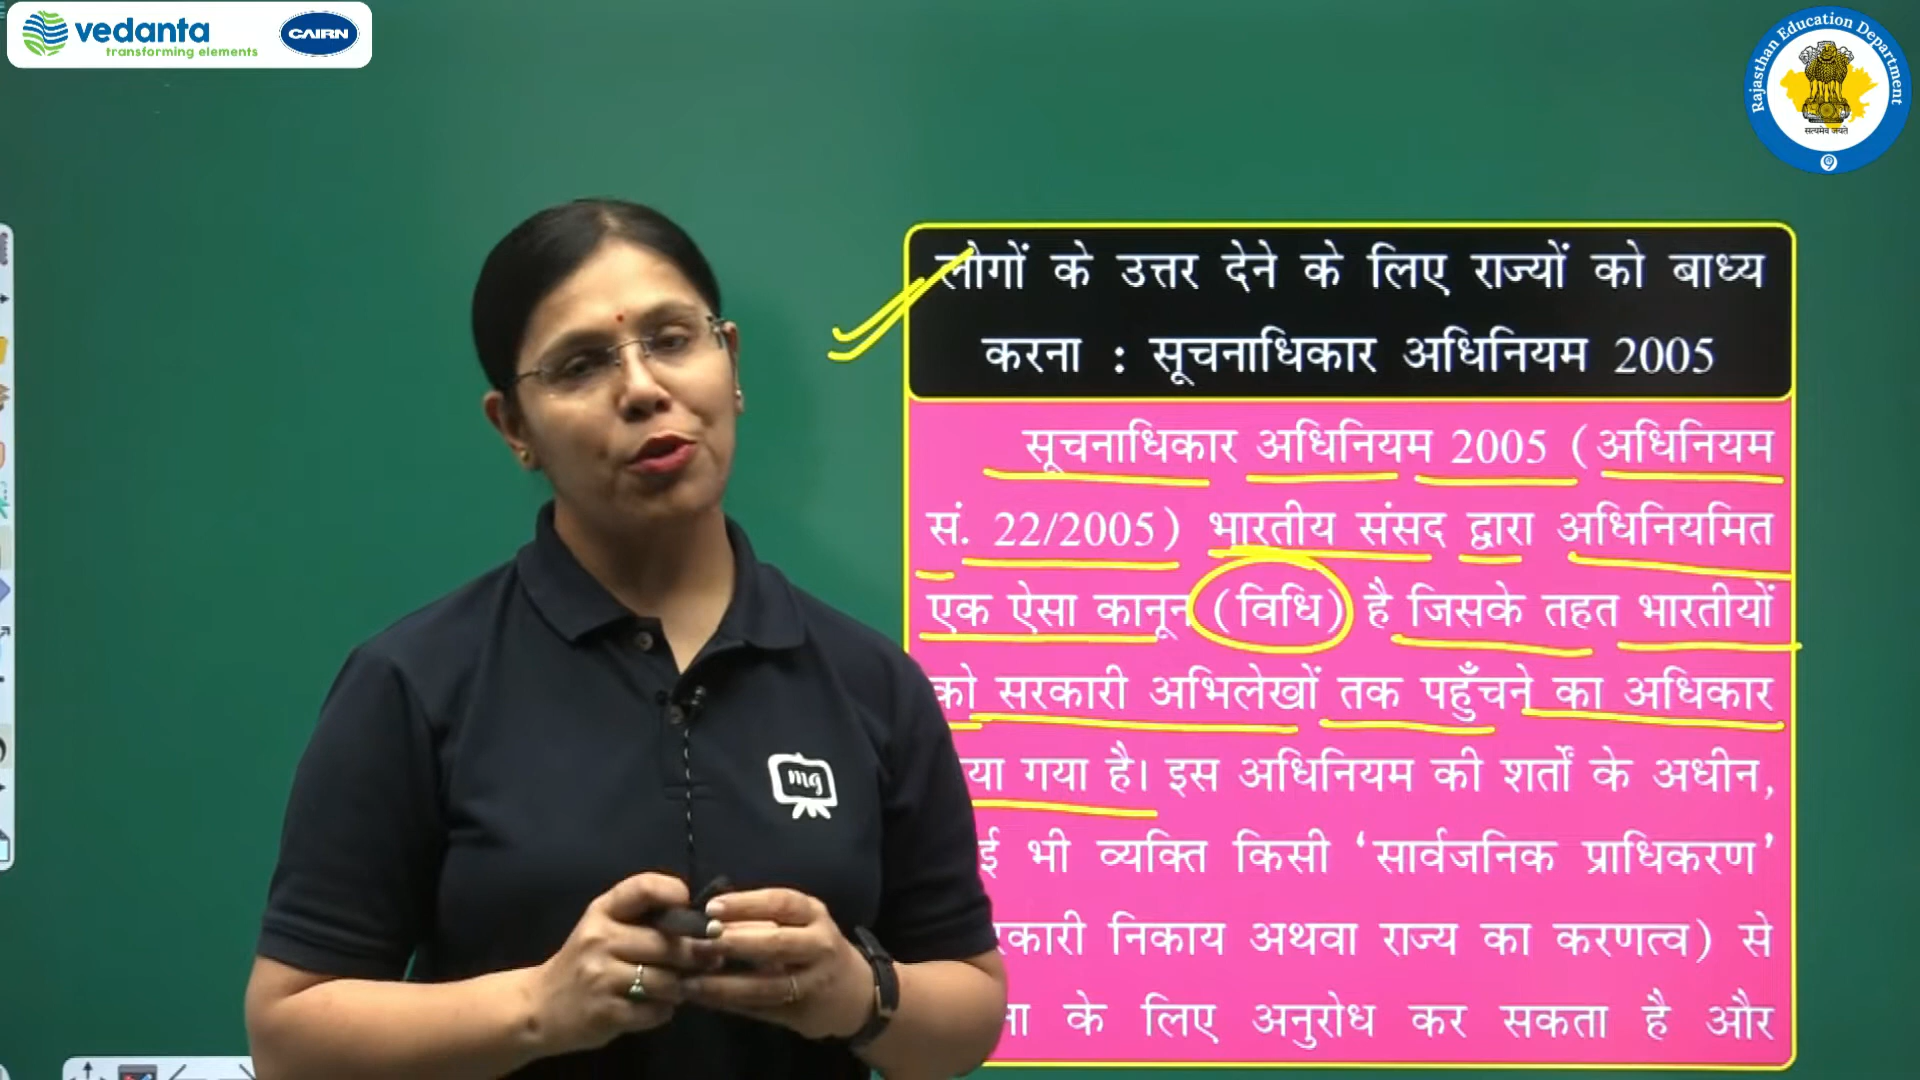 vedanta
transforming elements
CAIRN
Rajasthan Education Department
सत्यमेव जयते
लोगों के उत्तर देने के लिए राज्यों को बाध्य
करना : सूचनाधिकार अधिनियम 2005
सूचनाधिकार अधिनियम 2005 (अधिनियम
सं. 22/2005) भारतीय संसद द्वारा अधिनियमित
एक ऐसा कानून (विधि) है जिसके तहत भारतीयों
को सरकारी अभिलेखों तक पहुँचने का अधिकार
गया है। इस अधिनियम की शर्तों के अधीन,
भी व्यक्ति किसी ‘सार्वजनिक प्राधिकरण’
निकाय अथवा राज्य का करणत्व) से
के लिए अनुरोध कर सकता है और
mg